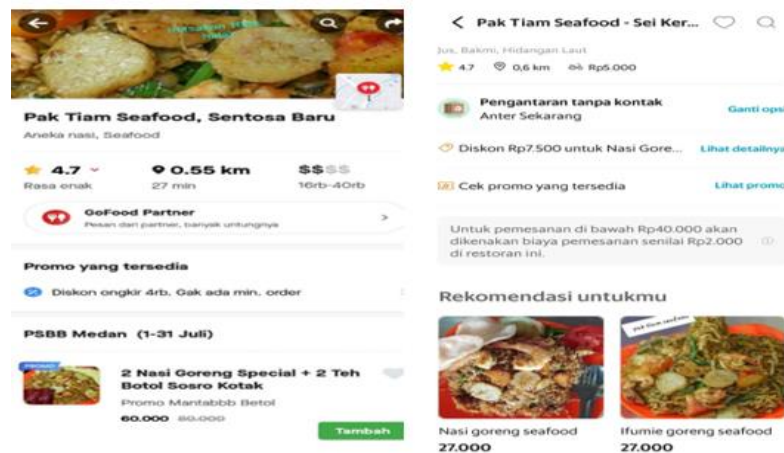 Pak Tiam Seafood, Sentosa Baru
Aneka nasi, Seafood
4.7
0.55 km
$$$$
Rasa enak
27 min
16rb-40rb
GoFood Partner
Pesan dari partner, banyak untungnya
Promo yang tersedia
Diskon ongkir 4rb. Gak ada min. order
PSBB Medan (1-31 Juli)
PROMO
2 Nasi Goreng Special + 2 Teh
Botol Sosro Kotak
Promo Mantabbb Betol
60.000 80.000
Tambah
Pak Tiam Seafood - Sei Ker...
Jus, Bakmi, Hidangan Laut
4.7 0,6 km Rp5.000
Pengantaran tanpa kontak
Anter Sekarang
Ganti opsi
Diskon Rp7.500 untuk Nasi Gore...
Lihat detailnya
Cek promo yang tersedia
Lihat promo
Untuk pemesanan di bawah Rp40.000 akan
dikenakan biaya pemesanan senilai Rp2.000
di restoran ini.
Rekomendasi untukmu
Nasi goreng seafood
27.000
Ifumie goreng seafood
27.000